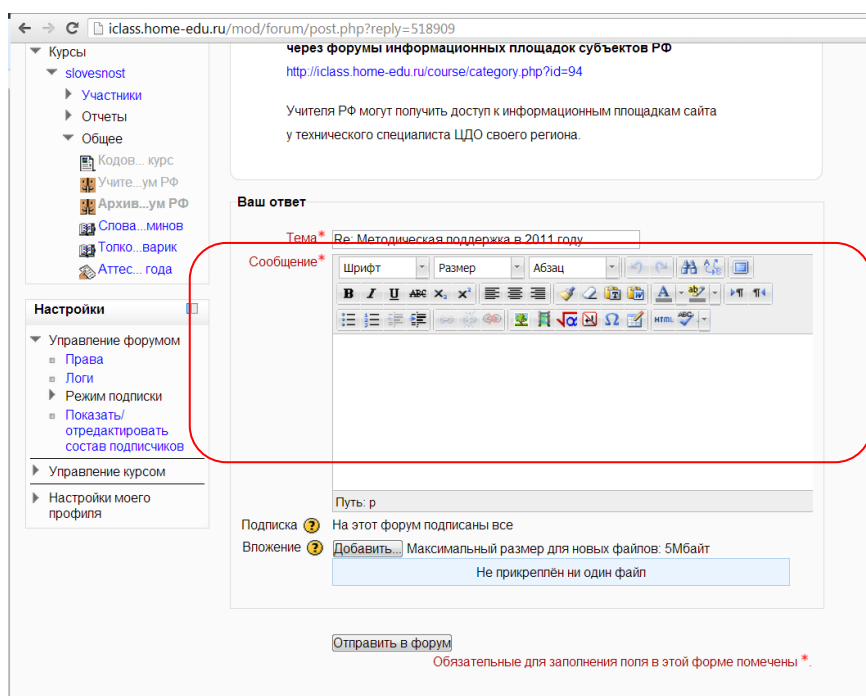 iclass.home-edu.ru/mod/forum/post.php?reply=518909
Курсы
slovesnost
Участники
Отчеты
Общее
Кодов... курс
Учите...ум РФ
Архив...ум РФ
Слова...минов
Толко...варик
Аттес... года
Настройки
Управление форумом
Права
Логи
Режим подписки
Показать/
отредактировать
состав подписчиков
Управление курсом
Настройки моего
профиля
через форумы информационных площадок субъектов РФ
http://iclass.home-edu.ru/course/category.php?id=94
Учителя РФ могут получить доступ к информационным площадкам сайта
у технического специалиста ЦДО своего региона.
Ваш ответ
Тема* Re: Методическая поддержка в 2011 году
Сообщение*
Шрифт Размер Абзац
B I U ABC x₂ x² A ab
Ω HTML ABC
Путь: p
Подписка ? На этот форум подписаны все
Вложение ? Добавить... Максимальный размер для новых файлов: 5Мбайт
Не прикреплён ни один файл
Отправить в форум
Обязательные для заполнения поля в этой форме помечены *.